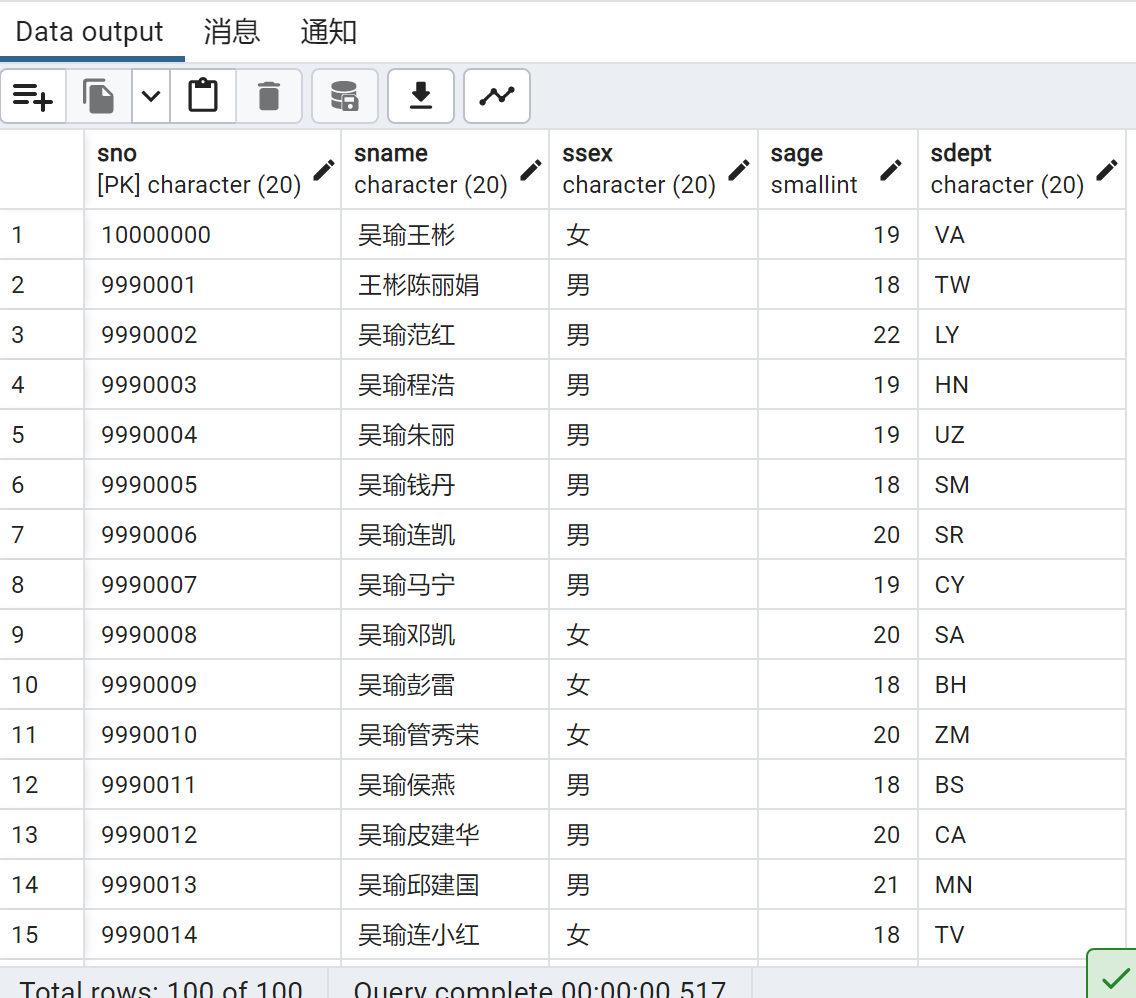 Data output 消息 通知
sno sname ssex sage sdept
[PK] character (20) character (20) character (20) smallint character (20)
1 10000000 吴瑜王彬 女 19 VA
2 9990001 王彬陈丽娟 男 18 TW
3 9990002 吴瑜范红 男 22 LY
4 9990003 吴瑜程浩 男 19 HN
5 9990004 吴瑜朱丽 男 19 UZ
6 9990005 吴瑜钱丹 男 18 SM
7 9990006 吴瑜连凯 男 20 SR
8 9990007 吴瑜马宁 男 19 CY
9 9990008 吴瑜邓凯 女 20 SA
10 9990009 吴瑜彭雷 女 18 BH
11 9990010 吴瑜管秀荣 女 20 ZM
12 9990011 吴瑜侯燕 男 18 BS
13 9990012 吴瑜皮建华 男 20 CA
14 9990013 吴瑜邱建国 男 21 MN
15 9990014 吴瑜连小红 女 18 TV
Total rows: 100 of 100 Query complete 00:00:00.517